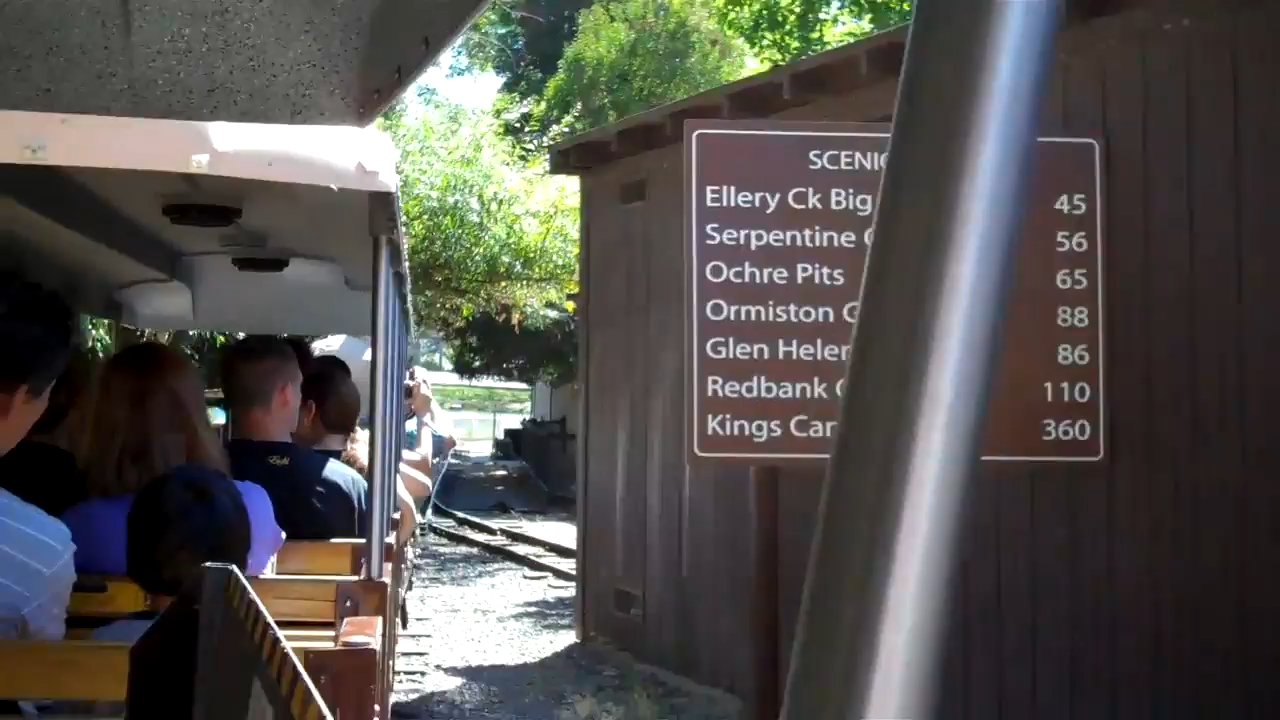 SCENIC
Ellery Ck Big 45
Serpentine 56
Ochre Pits 65
Ormiston 88
Glen Helen 86
Redbank 110
Kings 360